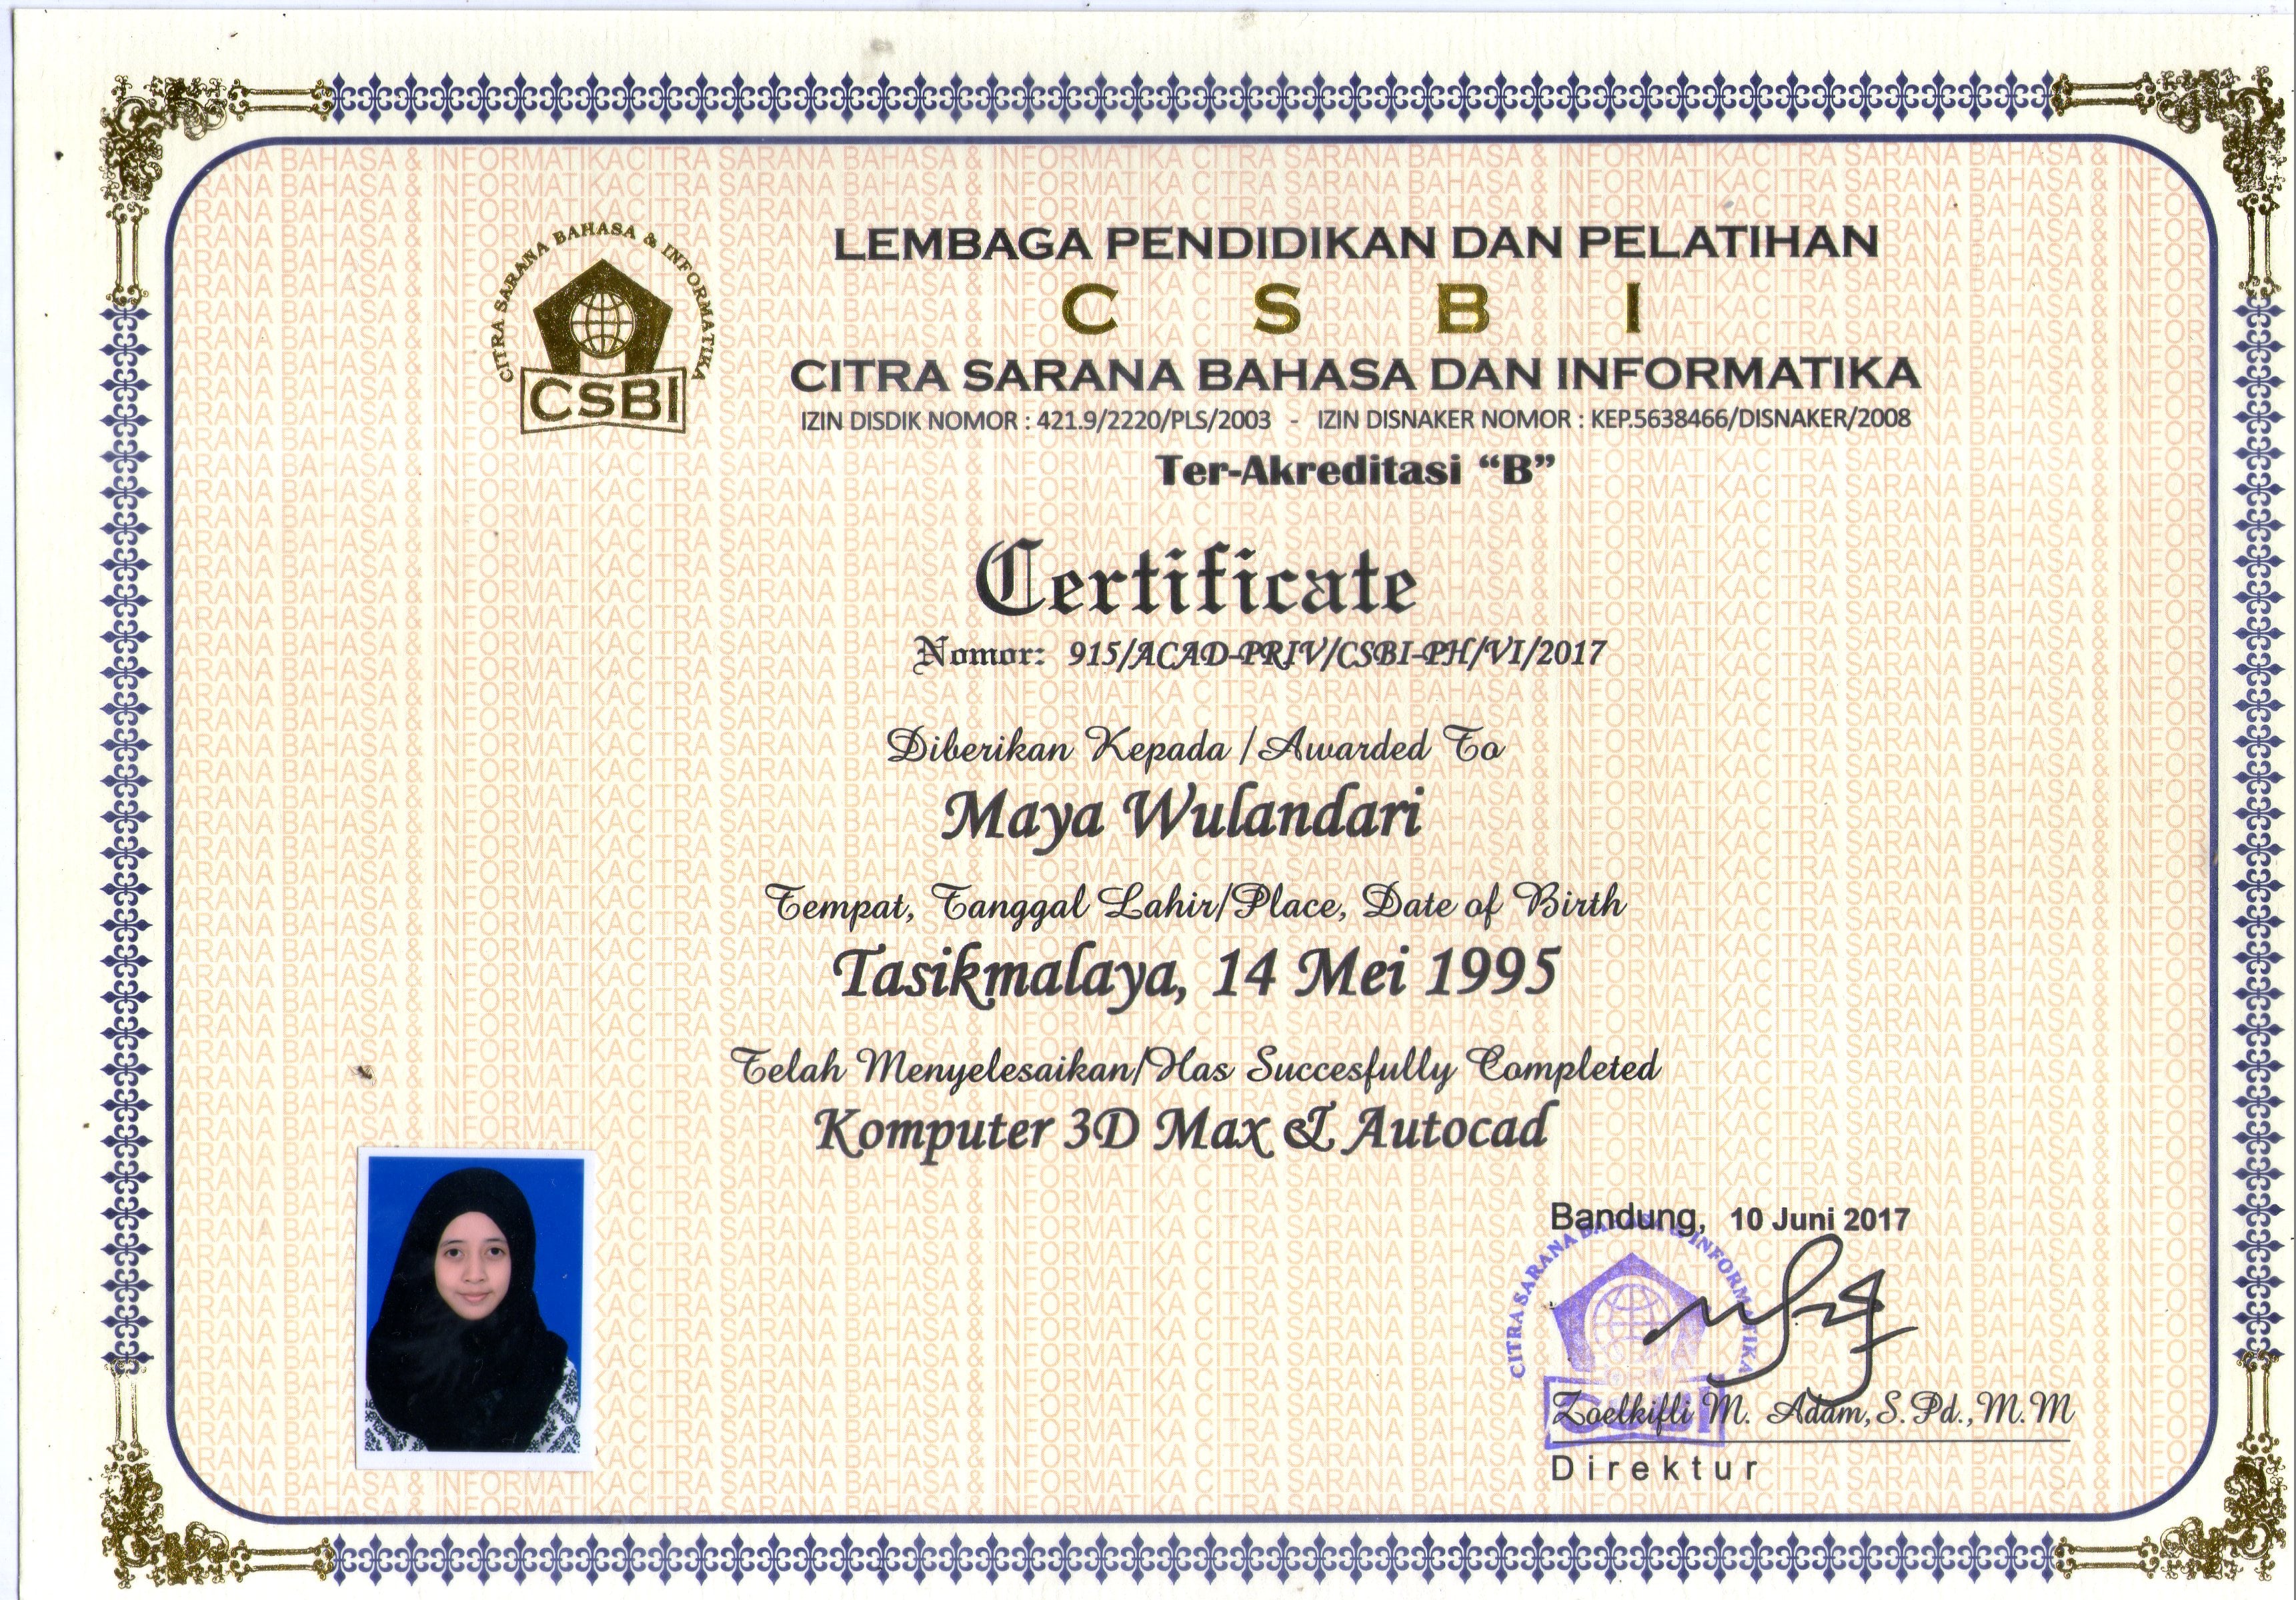 CITRA SARANA BAHASA & INFORMATIKA
CSBI
LEMBAGA PENDIDIKAN DAN PELATIHAN
C S B I
CITRA SARANA BAHASA DAN INFORMATIKA
IZIN DISDIK NOMOR : 421.9/2220/PLS/2003 - IZIN DISNAKER NOMOR : KEP.5638466/DISNAKER/2008
Ter-Akreditasi “B”
Certificate
Nomor: 915/ACAD-PRIV/CSBI-PH/VI/2017
Diberikan Kepada / Awarded To
Maya Wulandari
Tempat, Tanggal Lahir/Place, Date of Birth
Tasikmalaya, 14 Mei 1995
Telah Menyelesaikan/Has Succesfully Completed
Komputer 3D Max & Autocad
Bandung, 10 Juni 2017
CITRA SARANA BAHASA & INFORMATIKA
CSBI
Zoelkifli M. Adam, S.Pd., M.M
Direktur